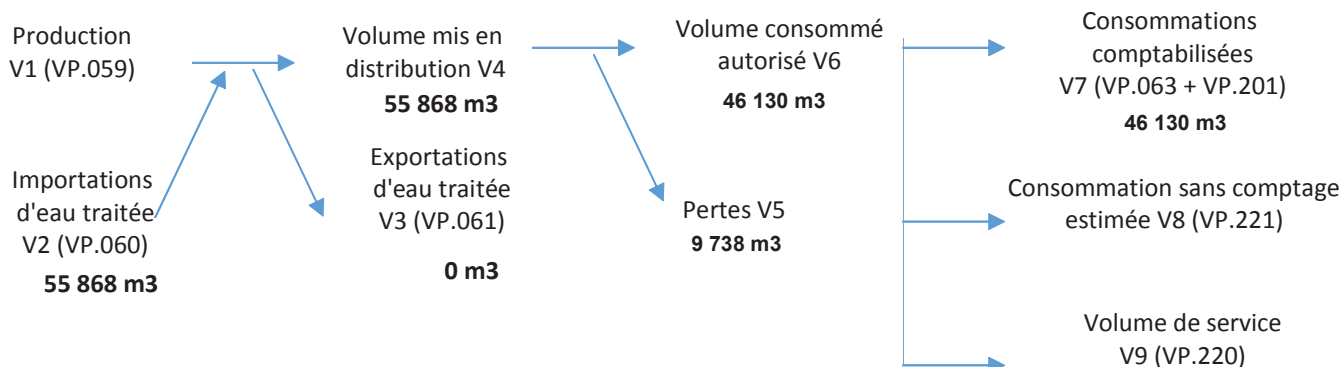 Production
V1 (VP.059)
Importations
d'eau traitée
V2 (VP.060)
55 868 m3
Volume mis en
distribution V4
55 868 m3
Exportations
d'eau traitée
V3 (VP.061)
0 m3
Volume consommé
autorisé V6
46 130 m3
Pertes V5
9 738 m3
Consommations
comptabilisées
V7 (VP.063 + VP.201)
46 130 m3
Consommation sans comptage
estimée V8 (VP.221)
Volume de service
V9 (VP.220)